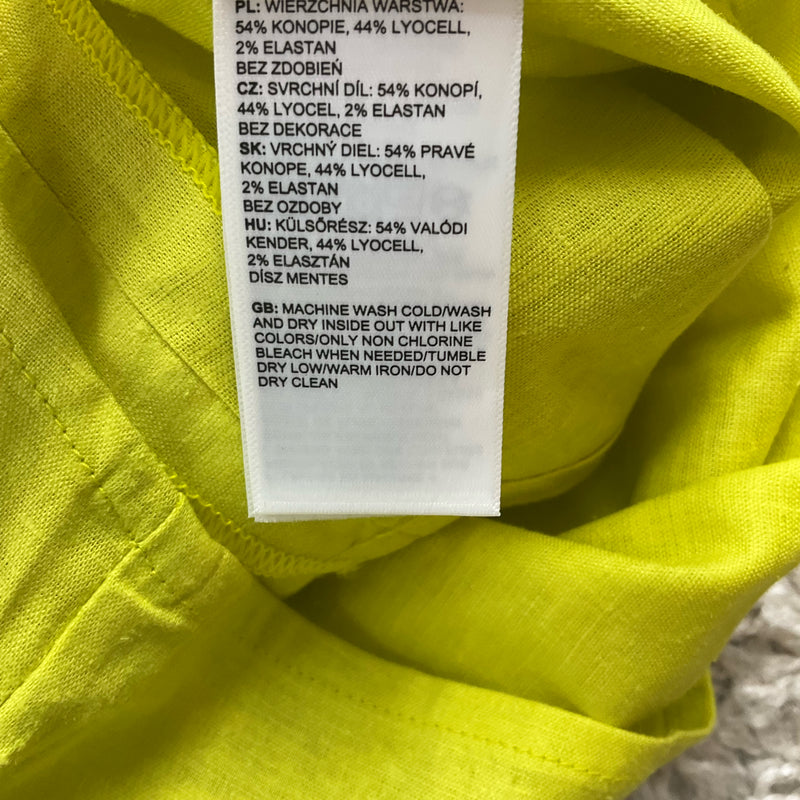 PL: WIERZCHNIA WARSTWA:
54% KONOPIE, 44% LYOCELL,
2% ELASTAN
BEZ ZDOBIEŃ
CZ: SVRCHNÍ DÍL: 54% KONOPÍ,
44% LYOCEL, 2% ELASTAN
BEZ DEKORACE
SK: VRCHNÝ DIEL: 54% PRAVÉ
KONOPE, 44% LYOCELL,
2% ELASTAN
BEZ OZDOBY
HU: KÜLSŐRÉSZ: 54% VALÓDI
KENDER, 44% LYOCELL,
2% ELASZTÁN
DÍSZ MENTES
GB: MACHINE WASH COLD/WASH
AND DRY INSIDE OUT WITH LIKE
COLORS/ONLY NON CHLORINE
BLEACH WHEN NEEDED/TUMBLE
DRY LOW/WARM IRON/DO NOT
DRY CLEAN